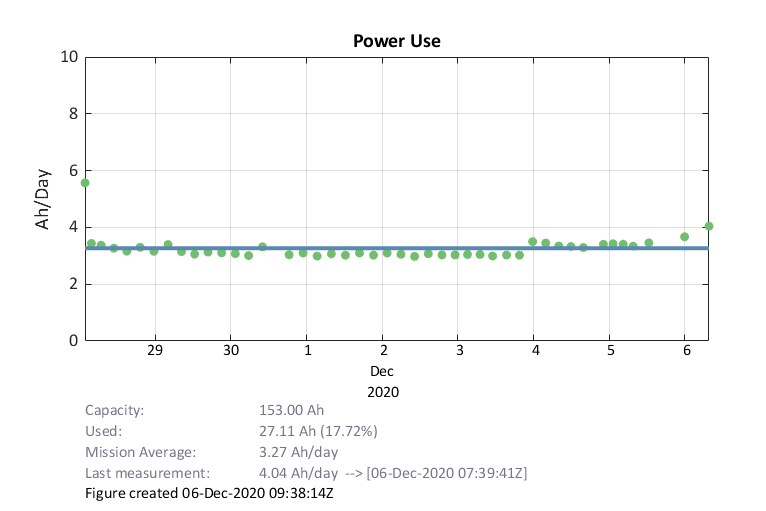 Power Use
10
8
6
4
2
0
Ah/Day
29 30 1 2 3 4 5 6
Dec
2020
Capacity: 153.00 Ah
Used: 27.11 Ah (17.72%)
Mission Average: 3.27 Ah/day
Last measurement: 4.04 Ah/day --> [06-Dec-2020 07:39:41Z]
Figure created 06-Dec-2020 09:38:14Z